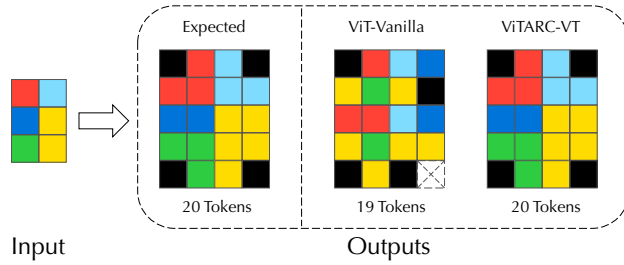 Expected
ViT-Vanilla
ViTARC-VT
20 Tokens
19 Tokens
20 Tokens
Input
Outputs